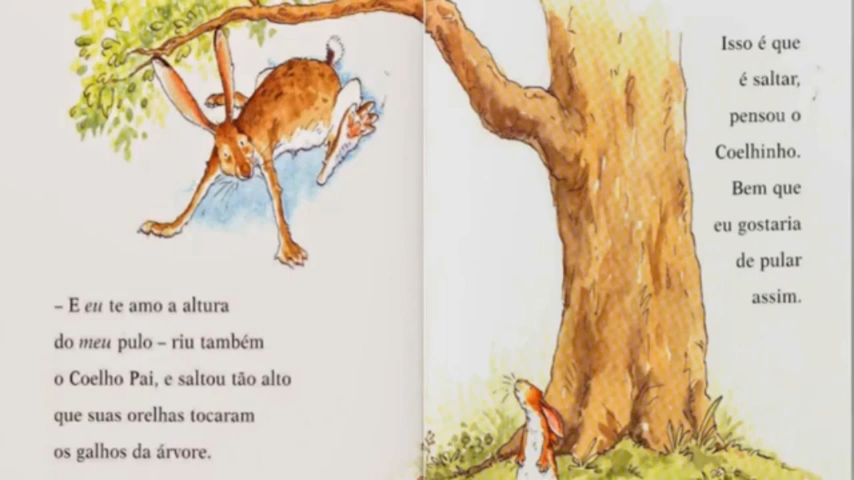 – E eu te amo a altura
do meu pulo – riu também
o Coelho Pai, e saltou tão alto
que suas orelhas tocaram
os galhos da árvore.
Isso é que
é saltar,
pensou o
Coelhinho.
Bem que
eu gostaria
de pular
assim.